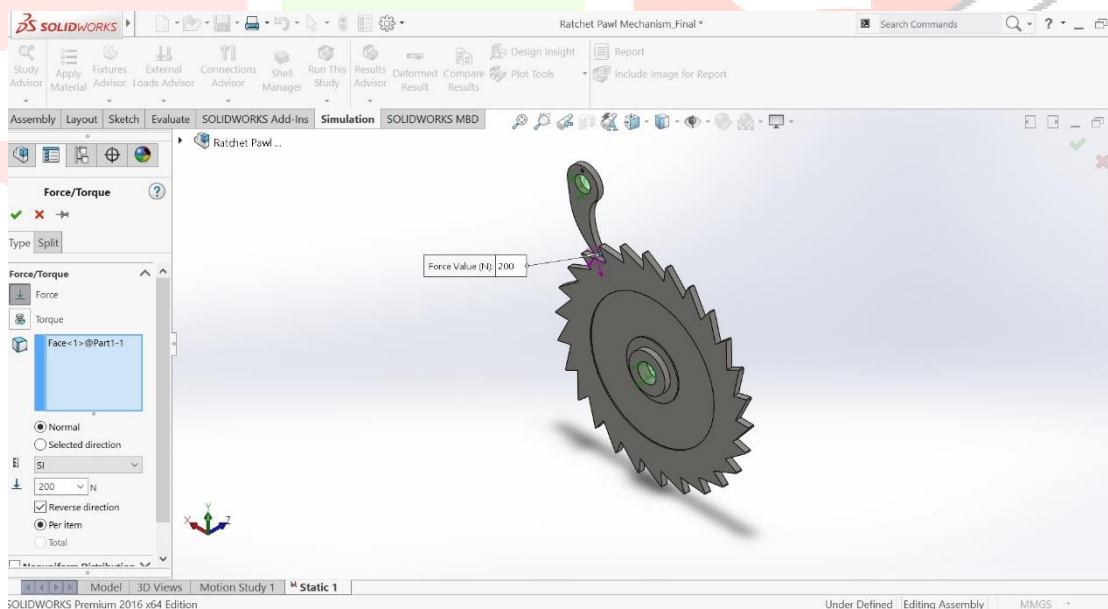 SOLIDWORKS
Ratchet Pawl Mechanism_Final *
Search Commands
?
Study Advisor
Apply Material
Fixtures Advisor
External Loads Advisor
Connections Advisor
Shell Manager
Run This Study
Results Advisor
Deformed Result
Compare Results
Design Insight
Plot Tools
Report
Include Image for Report
Assembly Layout Sketch Evaluate SOLIDWORKS Add-Ins Simulation SOLIDWORKS MBD
Ratchet Pawl ...
Force/Torque
?
Type Split
Force/Torque
Force
Torque
Face<1>@Part1-1
Normal
Selected direction
SI
200 N
Reverse direction
Per item
Total
Force Value (N): 200
Y
X Z
Model 3D Views Motion Study 1 Static 1
SOLIDWORKS Premium 2016 x64 Edition
Under Defined Editing Assembly MMGS